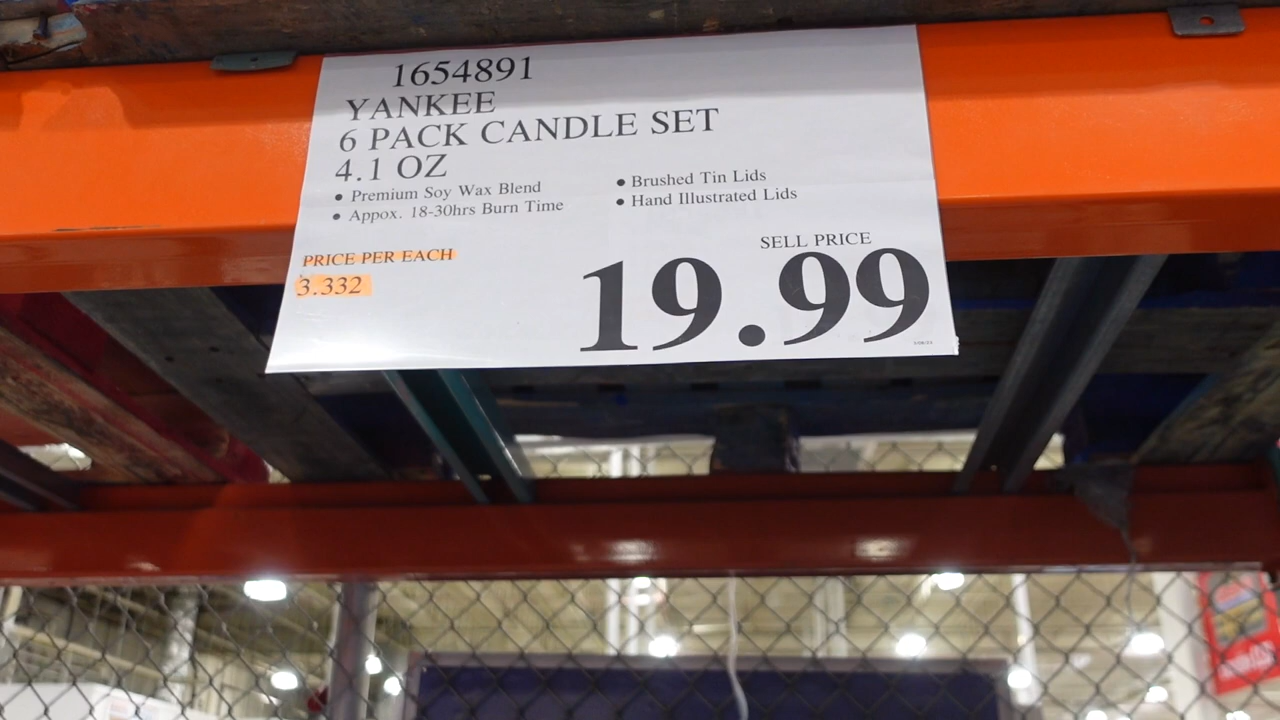 1654891
YANKEE
6 PACK CANDLE SET
4.1 OZ
• Premium Soy Wax Blend
• Appox. 18-30hrs Burn Time
• Brushed Tin Lids
• Hand Illustrated Lids
PRICE PER EACH
3.332
SELL PRICE
19.99